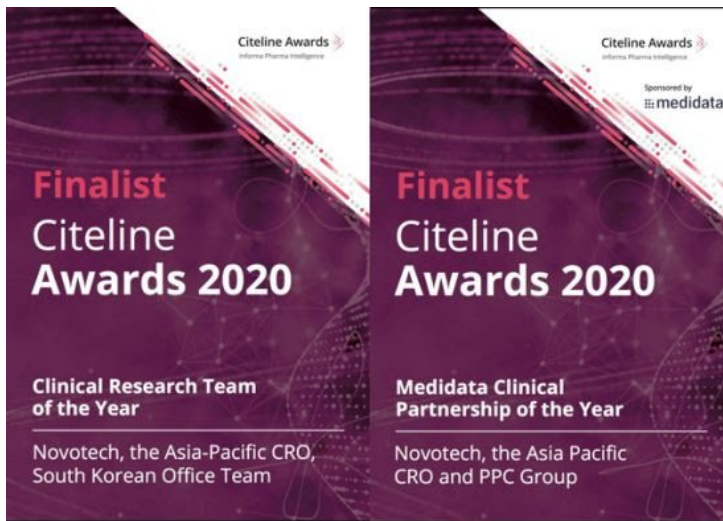 Citeline Awards
Informa Pharma Intelligence
Finalist
Citeline
Awards 2020
Clinical Research Team
of the Year
Novotech, the Asia-Pacific CRO,
South Korean Office Team
Citeline Awards
Informa Pharma Intelligence
Sponsored by
medidata
Finalist
Citeline
Awards 2020
Medidata Clinical
Partnership of the Year
Novotech, the Asia Pacific
CRO and PPC Group